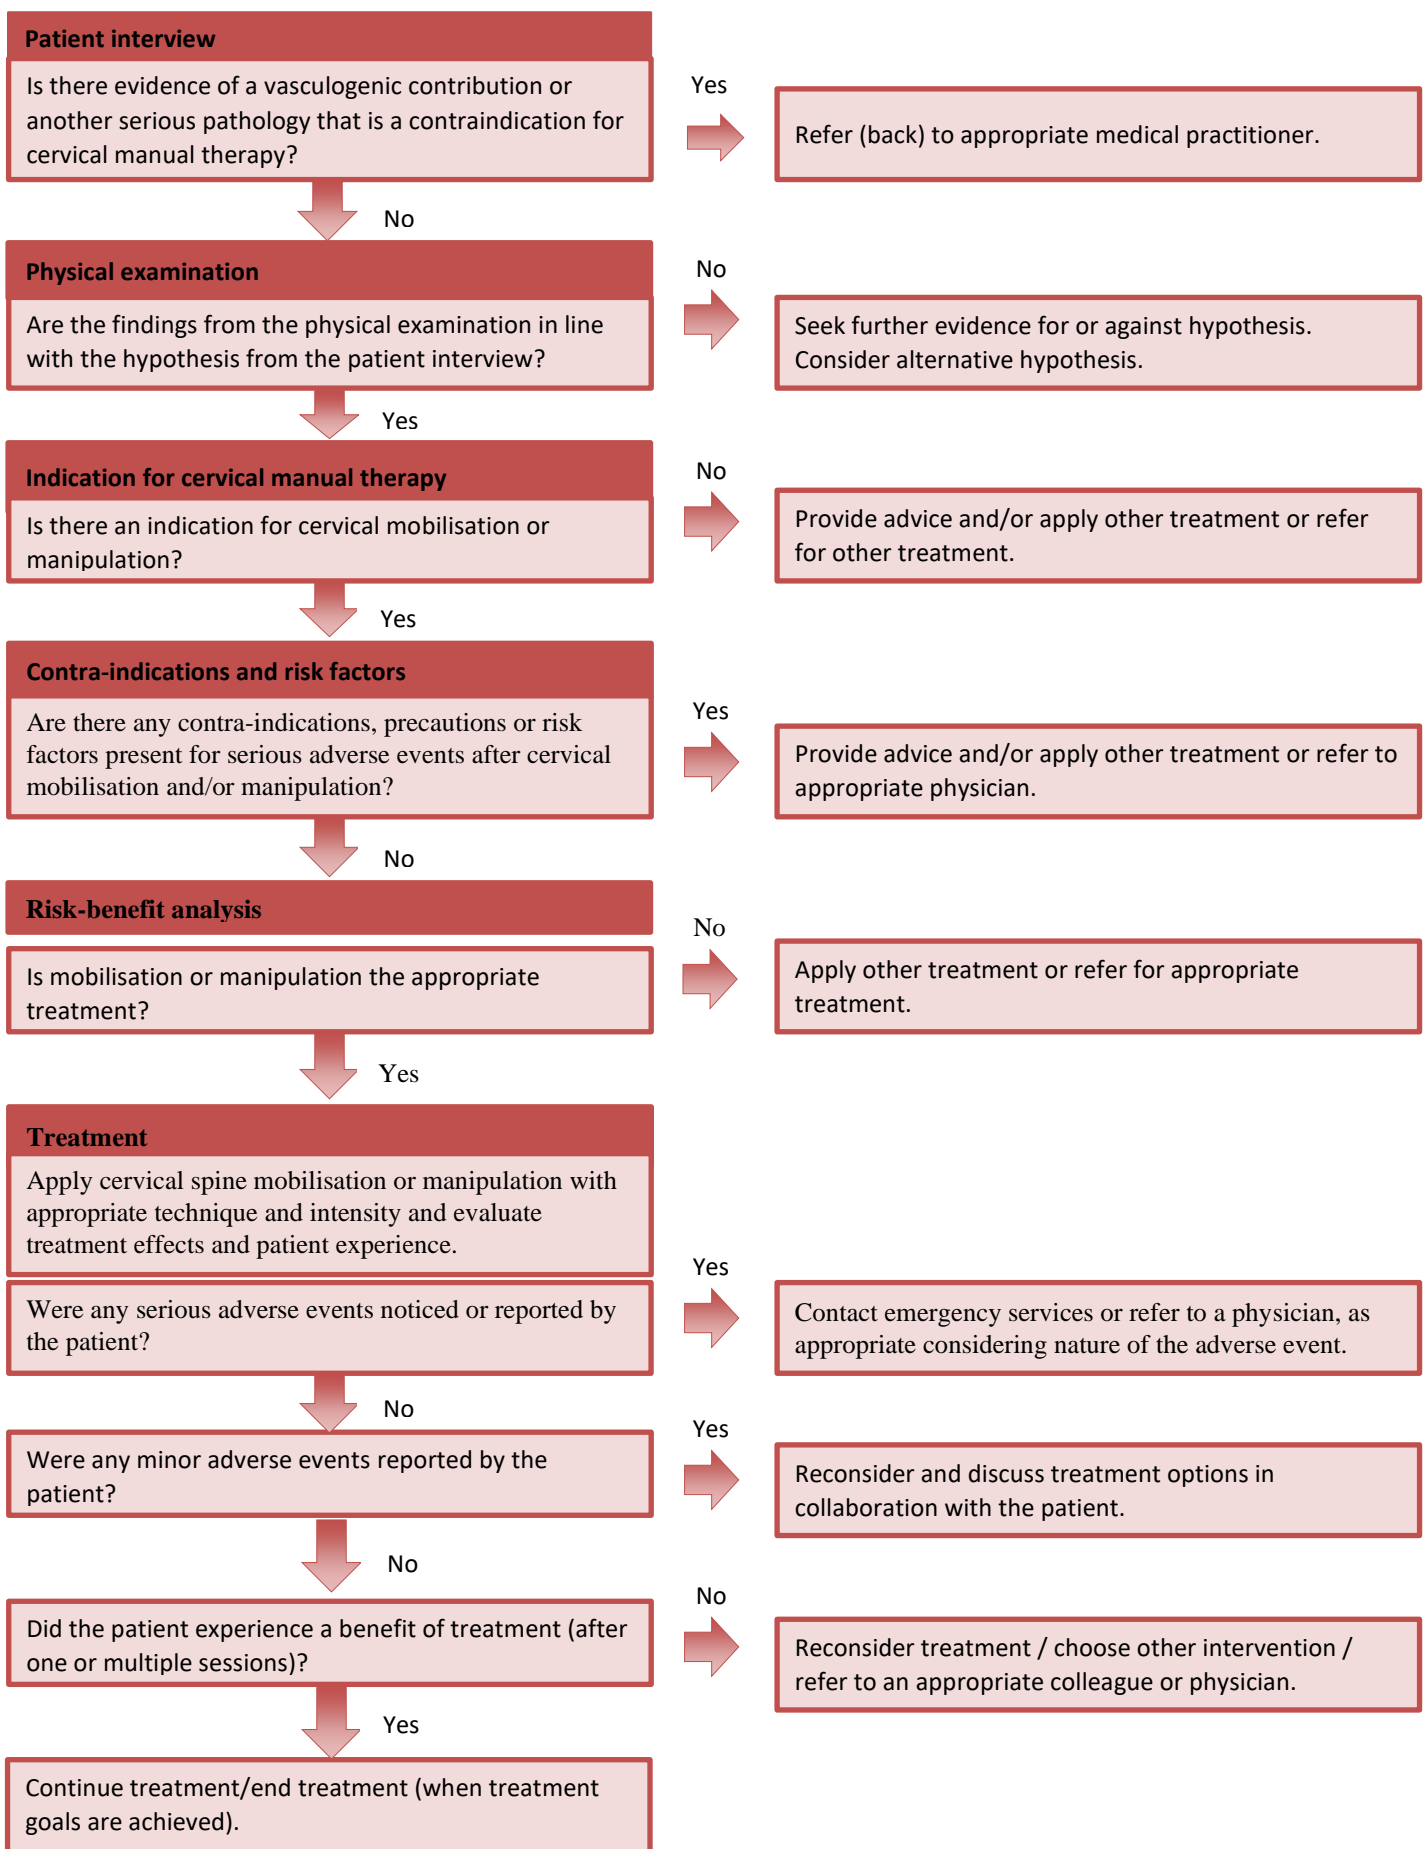 Patient interview
Is there evidence of a vasculogenic contribution or
another serious pathology that is a contraindication for
cervical manual therapy?
Yes
Refer (back) to appropriate medical practitioner.
No
Physical examination
Are the findings from the physical examination in line
with the hypothesis from the patient interview?
No
Seek further evidence for or against hypothesis.
Consider alternative hypothesis.
Yes
Indication for cervical manual therapy
Is there an indication for cervical mobilisation or
manipulation?
No
Provide advice and/or apply other treatment or refer
for other treatment.
Yes
Contra-indications and risk factors
Are there any contra-indications, precautions or risk
factors present for serious adverse events after cervical
mobilisation and/or manipulation?
Yes
Provide advice and/or apply other treatment or refer to
appropriate physician.
No
Risk-benefit analysis
Is mobilisation or manipulation the appropriate
treatment?
No
Apply other treatment or refer for appropriate
treatment.
Yes
Treatment
Apply cervical spine mobilisation or manipulation with
appropriate technique and intensity and evaluate
treatment effects and patient experience.
Were any serious adverse events noticed or reported by
the patient?
Yes
Contact emergency services or refer to a physician, as
appropriate considering nature of the adverse event.
No
Were any minor adverse events reported by the
patient?
Yes
Reconsider and discuss treatment options in
collaboration with the patient.
No
Did the patient experience a benefit of treatment (after
one or multiple sessions)?
No
Reconsider treatment / choose other intervention /
refer to an appropriate colleague or physician.
Yes
Continue treatment/end treatment (when treatment
goals are achieved).